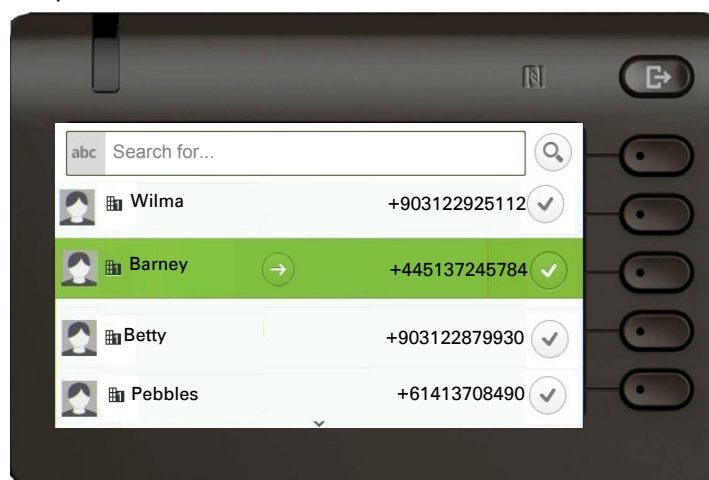 abc Search for...
Wilma +903122925112
Barney +445137245784
Betty +903122879930
Pebbles +61413708490